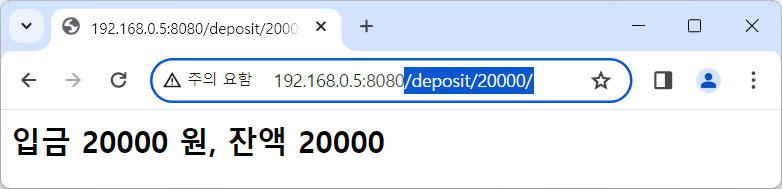 192.168.0.5:8080/deposit/2000
주의 요함 192.168.0.5:8080/deposit/20000/
입금 20000 원, 잔액 20000